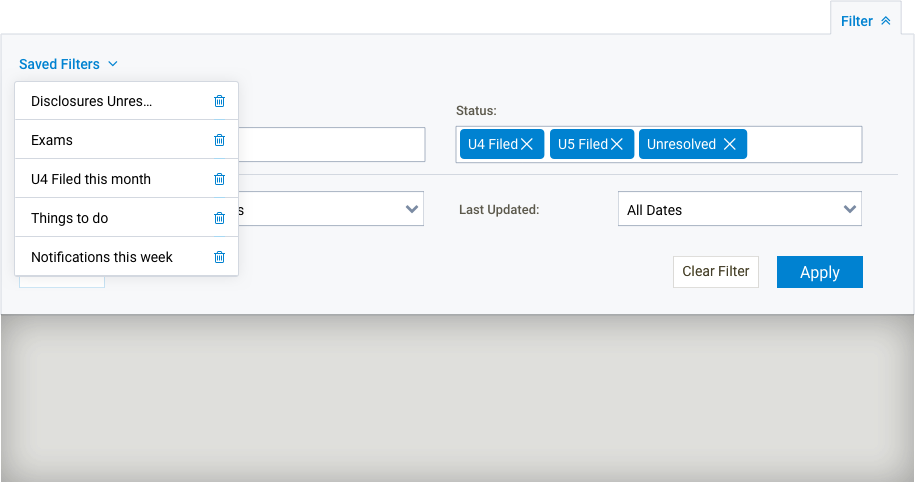 Filter
Saved Filters
Disclosures Unres...
Status:
Exams
U4 Filed U5 Filed Unresolved
U4 Filed this month
Things to do
s
Last Updated:
All Dates
Notifications this week
Clear Filter
Apply